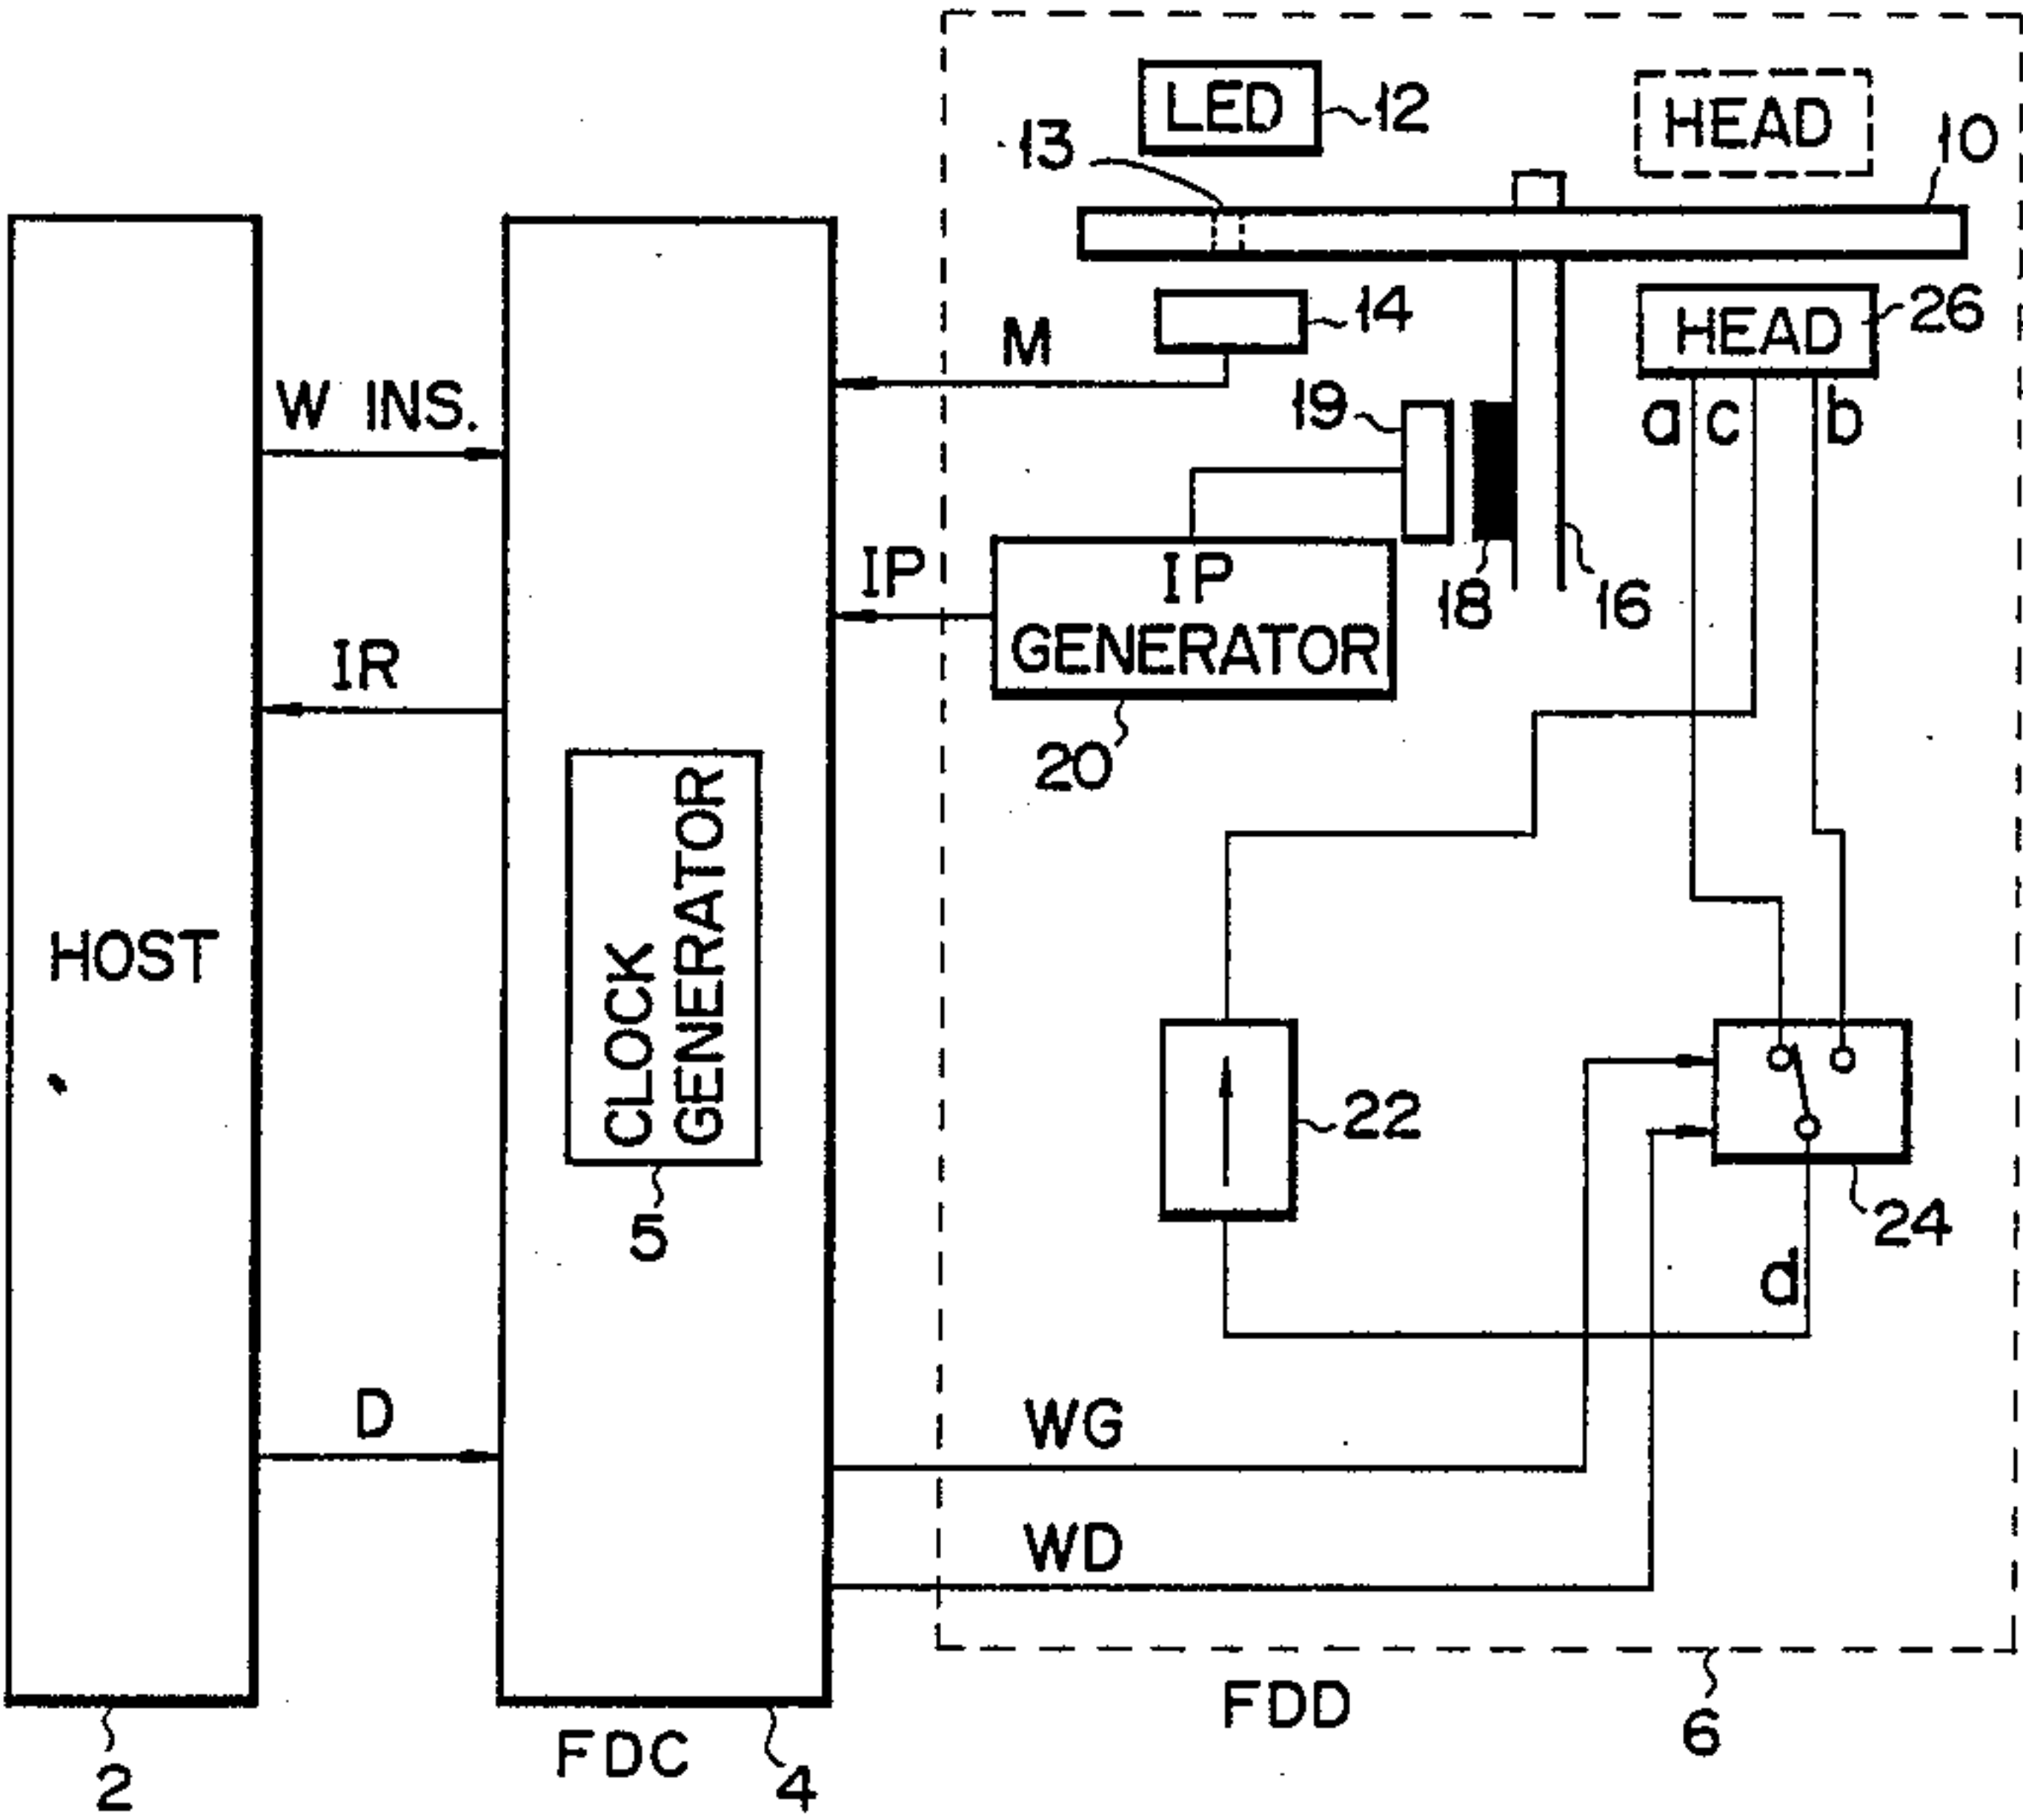 LED
12
HEAD
13
10
14
HEAD
26
M
a
c
b
W INS.
19
IP
IP
GENERATOR
18
16
IR
20
HOST
CLOCK
GENERATOR
5
22
24
d
D
WG
WD
FDD
6
FDC
2
4